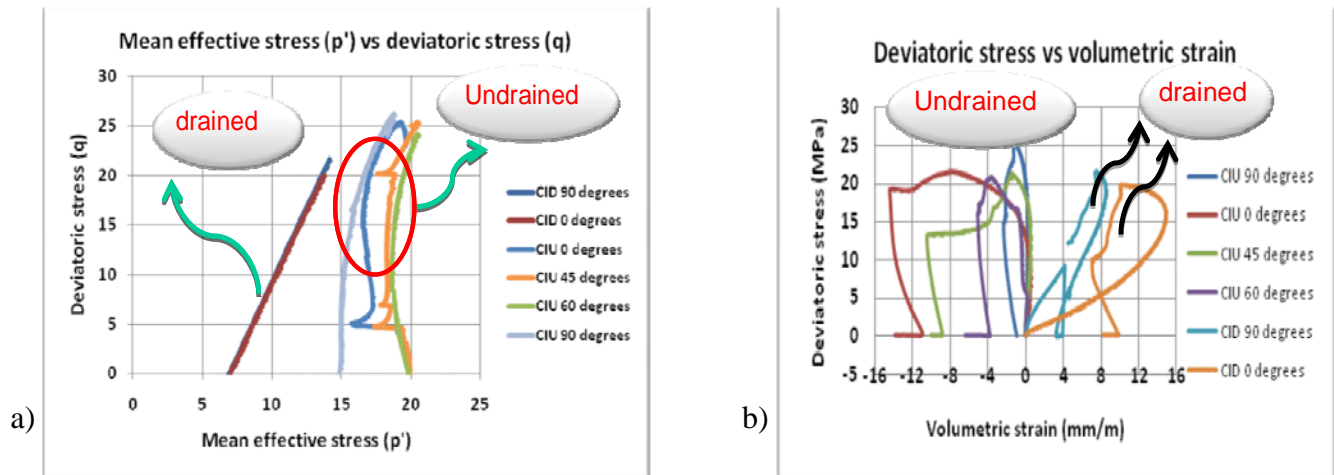 Mean effective stress (p') vs deviatoric stress (q)
drained
Undrained
Deviatoric stress (q)
30
25
20
15
10
5
0
0
5
10
15
20
25
Mean effective stress (p')
CID 90 degrees
CID 0 degrees
CIU 0 degrees
CIU 45 degrees
CIU 60 degrees
CIU 90 degrees
a)
Deviatoric stress vs volumetric strain
Undrained
drained
Deviatoric stress (MPa)
30
25
20
15
10
5
0
-5
-16
-12
-8
-4
0
4
8
12
16
Volumetric strain (mm/m)
CIU 90 degrees
CIU 0 degrees
CIU 45 degrees
CIU 60 degrees
CID 90 degrees
CID 0 degrees
b)